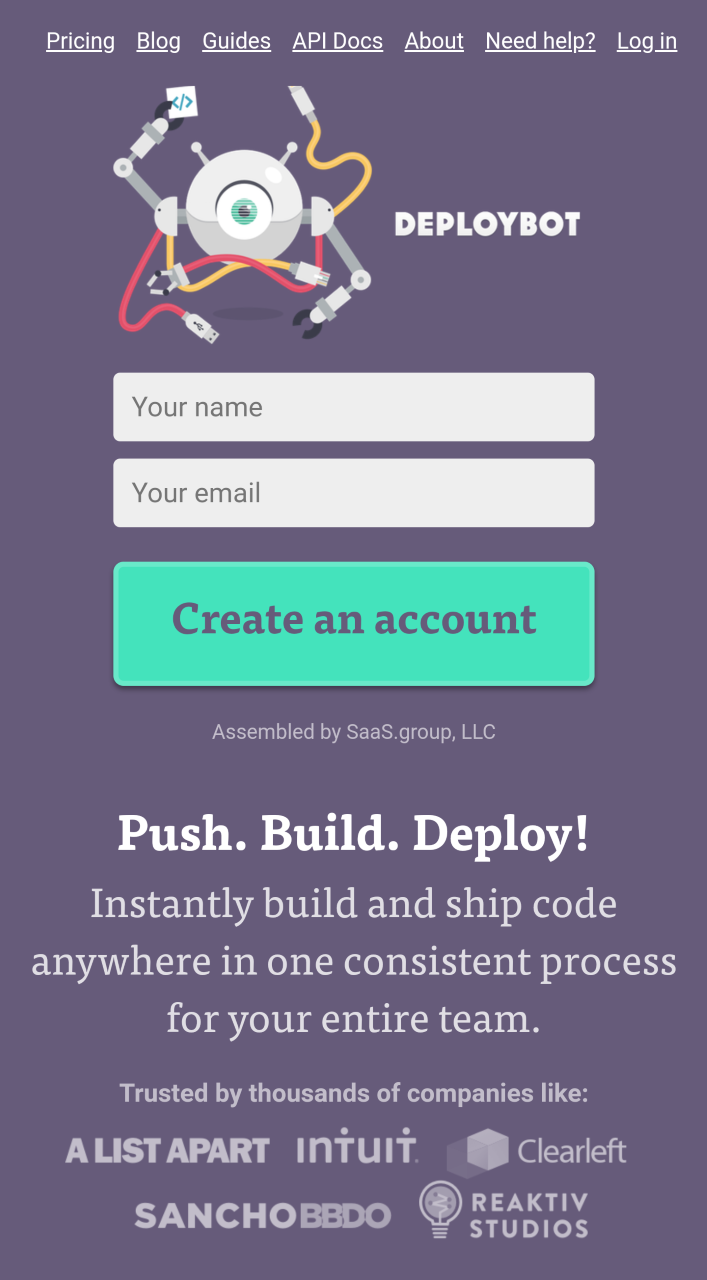 Pricing Blog Guides API Docs About Need help? Log in
</>
DEPLOYBOT
Your name
Your email
Create an account
Assembled by SaaS.group, LLC
Push. Build. Deploy!
Instantly build and ship code
anywhere in one consistent process
for your entire team.
Trusted by thousands of companies like:
A LIST APART INTUIT. Clearleft
SANCHO BBDO REAKTIV
STUDIOS